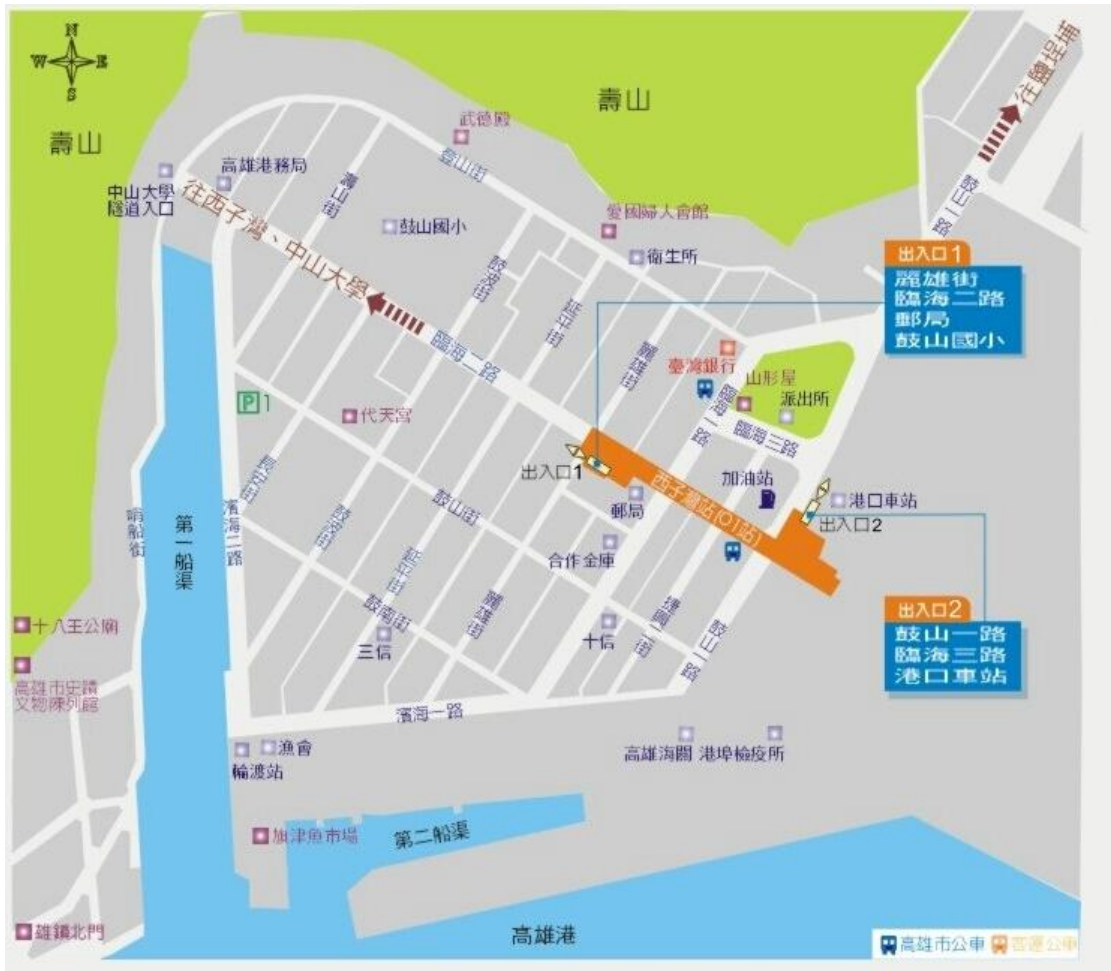 N
W E
S
壽山
壽山
往鹽埕埔
武德殿
登山街
高雄港務局
中山大學
隧道入口
往西子灣、中山大學
鼓山國小
鼓波街
愛國婦人會館
衛生所
鼓山一路
出入口1
麗雄街
臨海二路
郵局
鼓山國小
延平街
麗雄街
臨海二路
臺灣銀行
山形屋
派出所
臨海一路
臨海三路
P1
代天宮
出入口1
西子灣站(O1站)
加油站
港口車站
出入口2
郵局
合作金庫
哨船街
第一船渠
濱海二路
長安街
鼓波街
鼓山街
延平街
鼓南街
麗雄街
三信
十信
捷興二街
鼓山一路
出入口2
鼓山一路
臨海三路
港口車站
十八王公廟
高雄市史蹟
文物陳列館
濱海一路
漁會
輪渡站
高雄海關
港埠檢疫所
旗津魚市場
第二船渠
雄鎮北門
高雄港
高雄市公車
客運公車